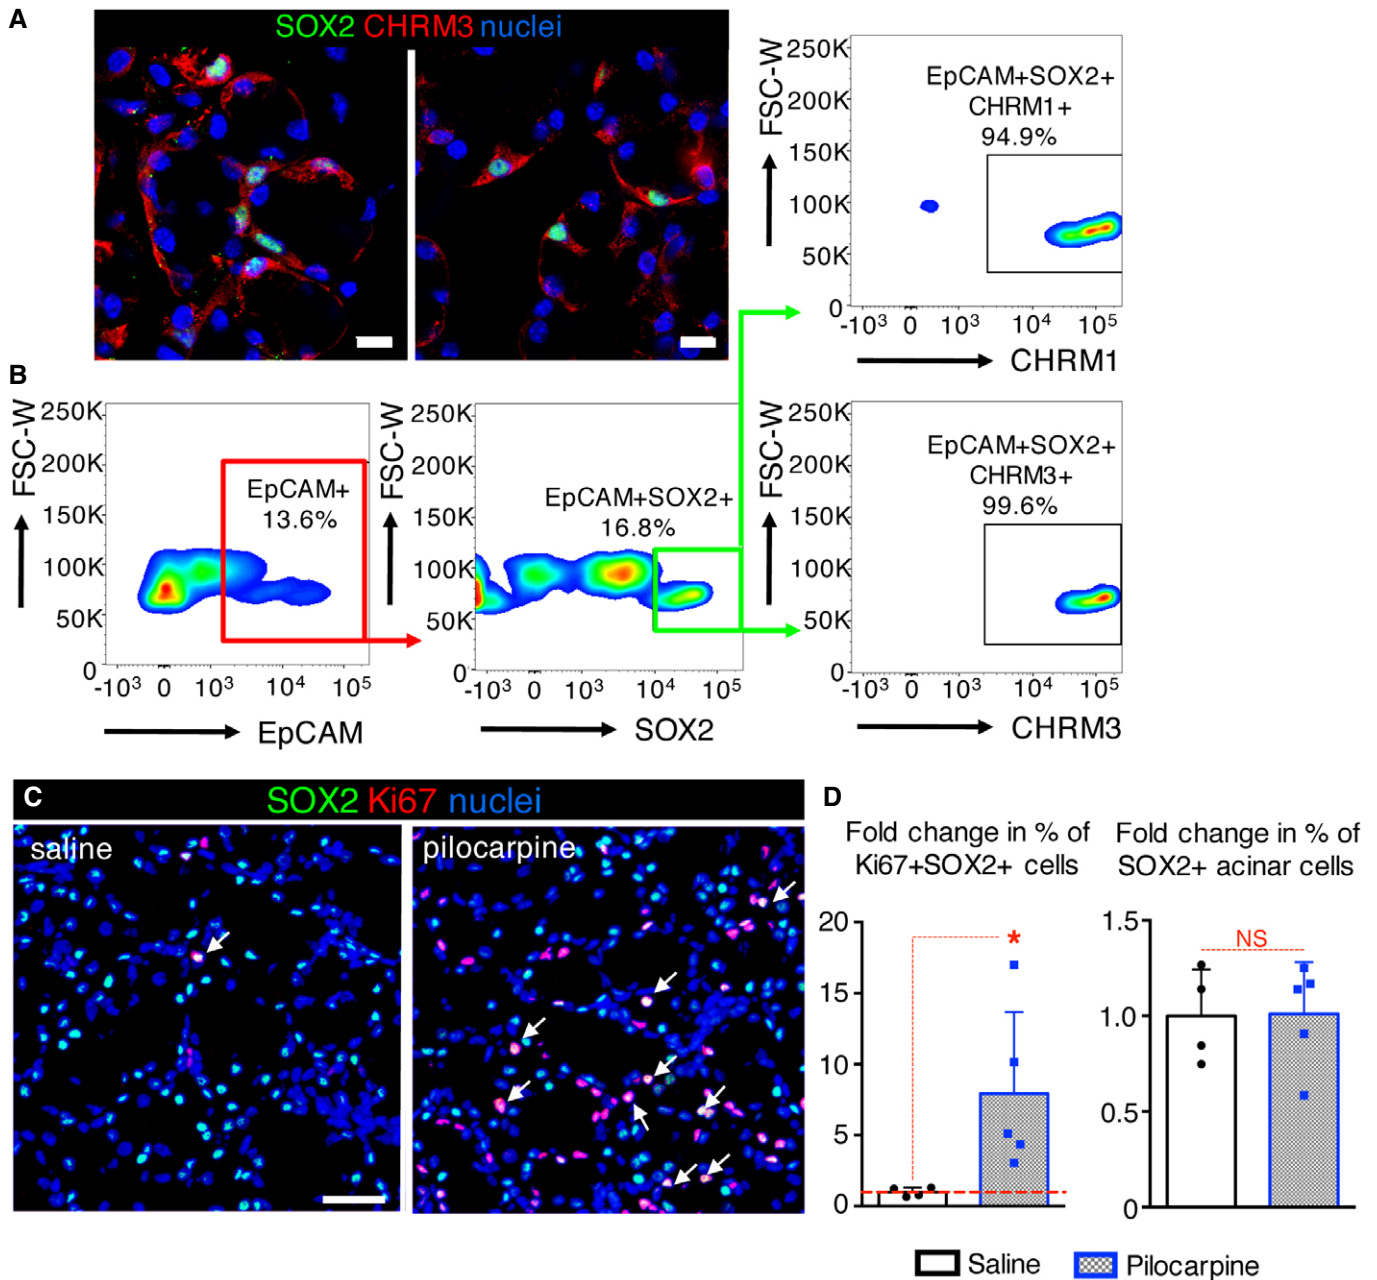 A
SOX2 CHRM3 nuclei
FSC-W
250K
200K
150K
100K
50K
0
EpCAM+SOX2+
CHRM1+
94.9%
-10³ 0 10³ 10⁴ 10⁵
CHRM1
B
FSC-W
250K
200K
150K
100K
50K
0
EpCAM+
13.6%
-10³ 0 10³ 10⁴ 10⁵
EpCAM
FSC-W
250K
200K
150K
100K
50K
0
EpCAM+SOX2+
16.8%
-10³ 0 10³ 10⁴ 10⁵
SOX2
FSC-W
250K
200K
150K
100K
50K
0
EpCAM+SOX2+
CHRM3+
99.6%
-10³ 0 10³ 10⁴ 10⁵
CHRM3
C
SOX2 Ki67 nuclei
saline
pilocarpine
D
Fold change in % of
Ki67+SOX2+ cells
20
15
10
5
0
*
Fold change in % of
SOX2+ acinar cells
1.5
1.0
0.5
0
NS
Saline
Pilocarpine